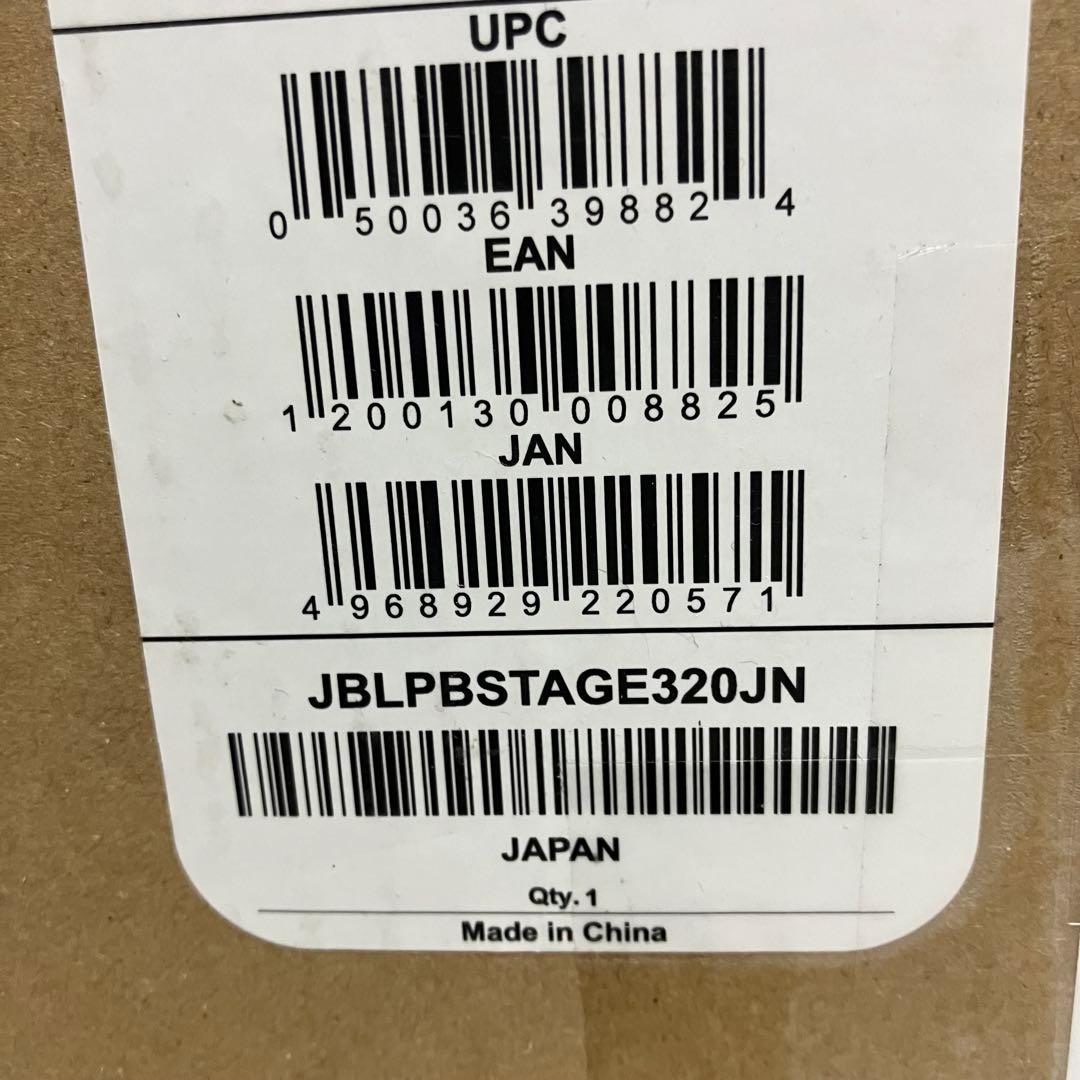 UPC
0 50036 39882 4
EAN
1 200130 008825
JAN
4 968929 220571
JBLPBSTAGE320JN
JAPAN
Qty. 1
Made in China